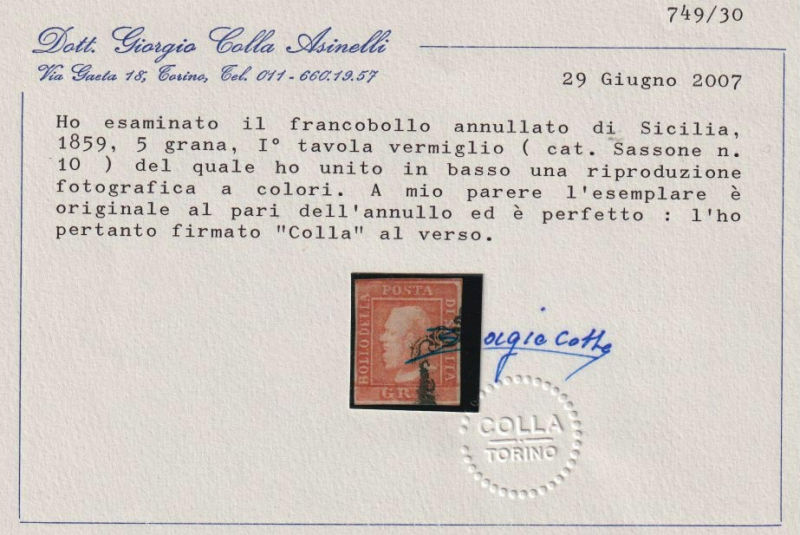 749/30
Dott. Giorgio Colla Asinelli
Via Gaeta 18, Torino, Tel. 011 - 660.19.57
29 Giugno 2007
Ho esaminato il francobollo annullato di Sicilia,
1859, 5 grana, I° tavola vermiglio ( cat. Sassone n.
10 ) del quale ho unito in basso una riproduzione
fotografica a colori. A mio parere l'esemplare è
originale al pari dell'annullo ed è perfetto : l'ho
pertanto firmato "Colla" al verso.
POSTA
BOLLO DELLA
GR
COLLA
TORINO